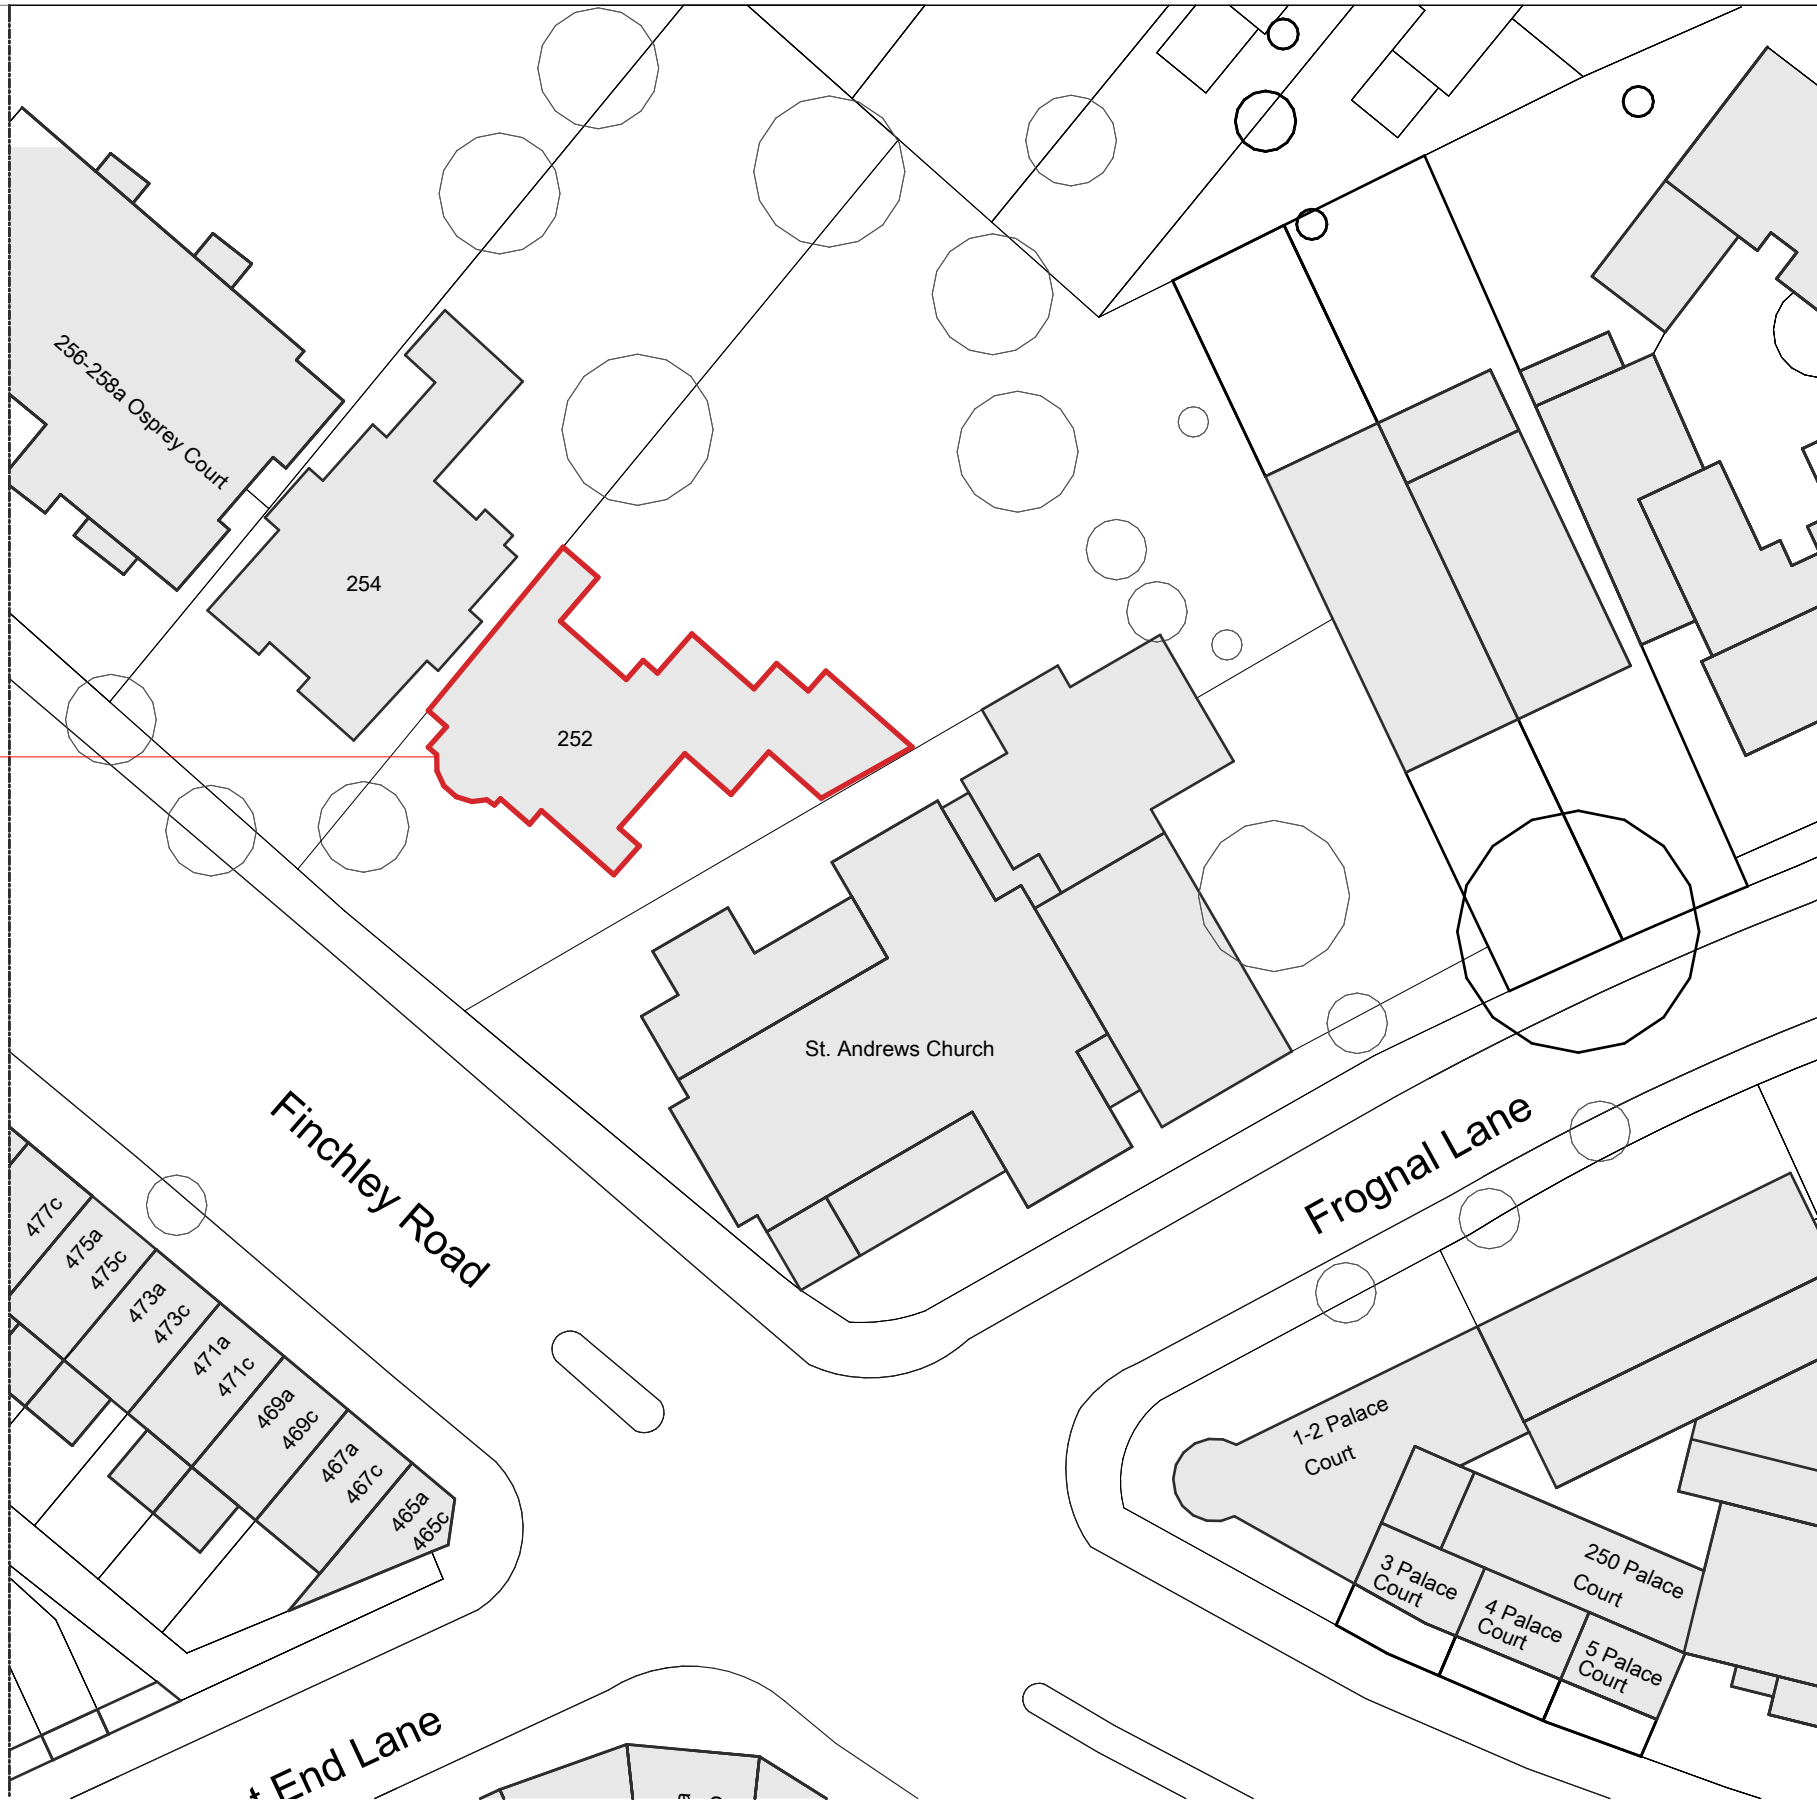 256-258a Osprey Court
254
252
St. Andrews Church
Finchley Road
Frognal Lane
477c
475a
475c
473a
473c
471a
471c
469a
469c
467a
467c
465a
465c
1-2 Palace
Court
250 Palace
Court
3 Palace
Court
4 Palace
Court
5 Palace
Court
End Lane